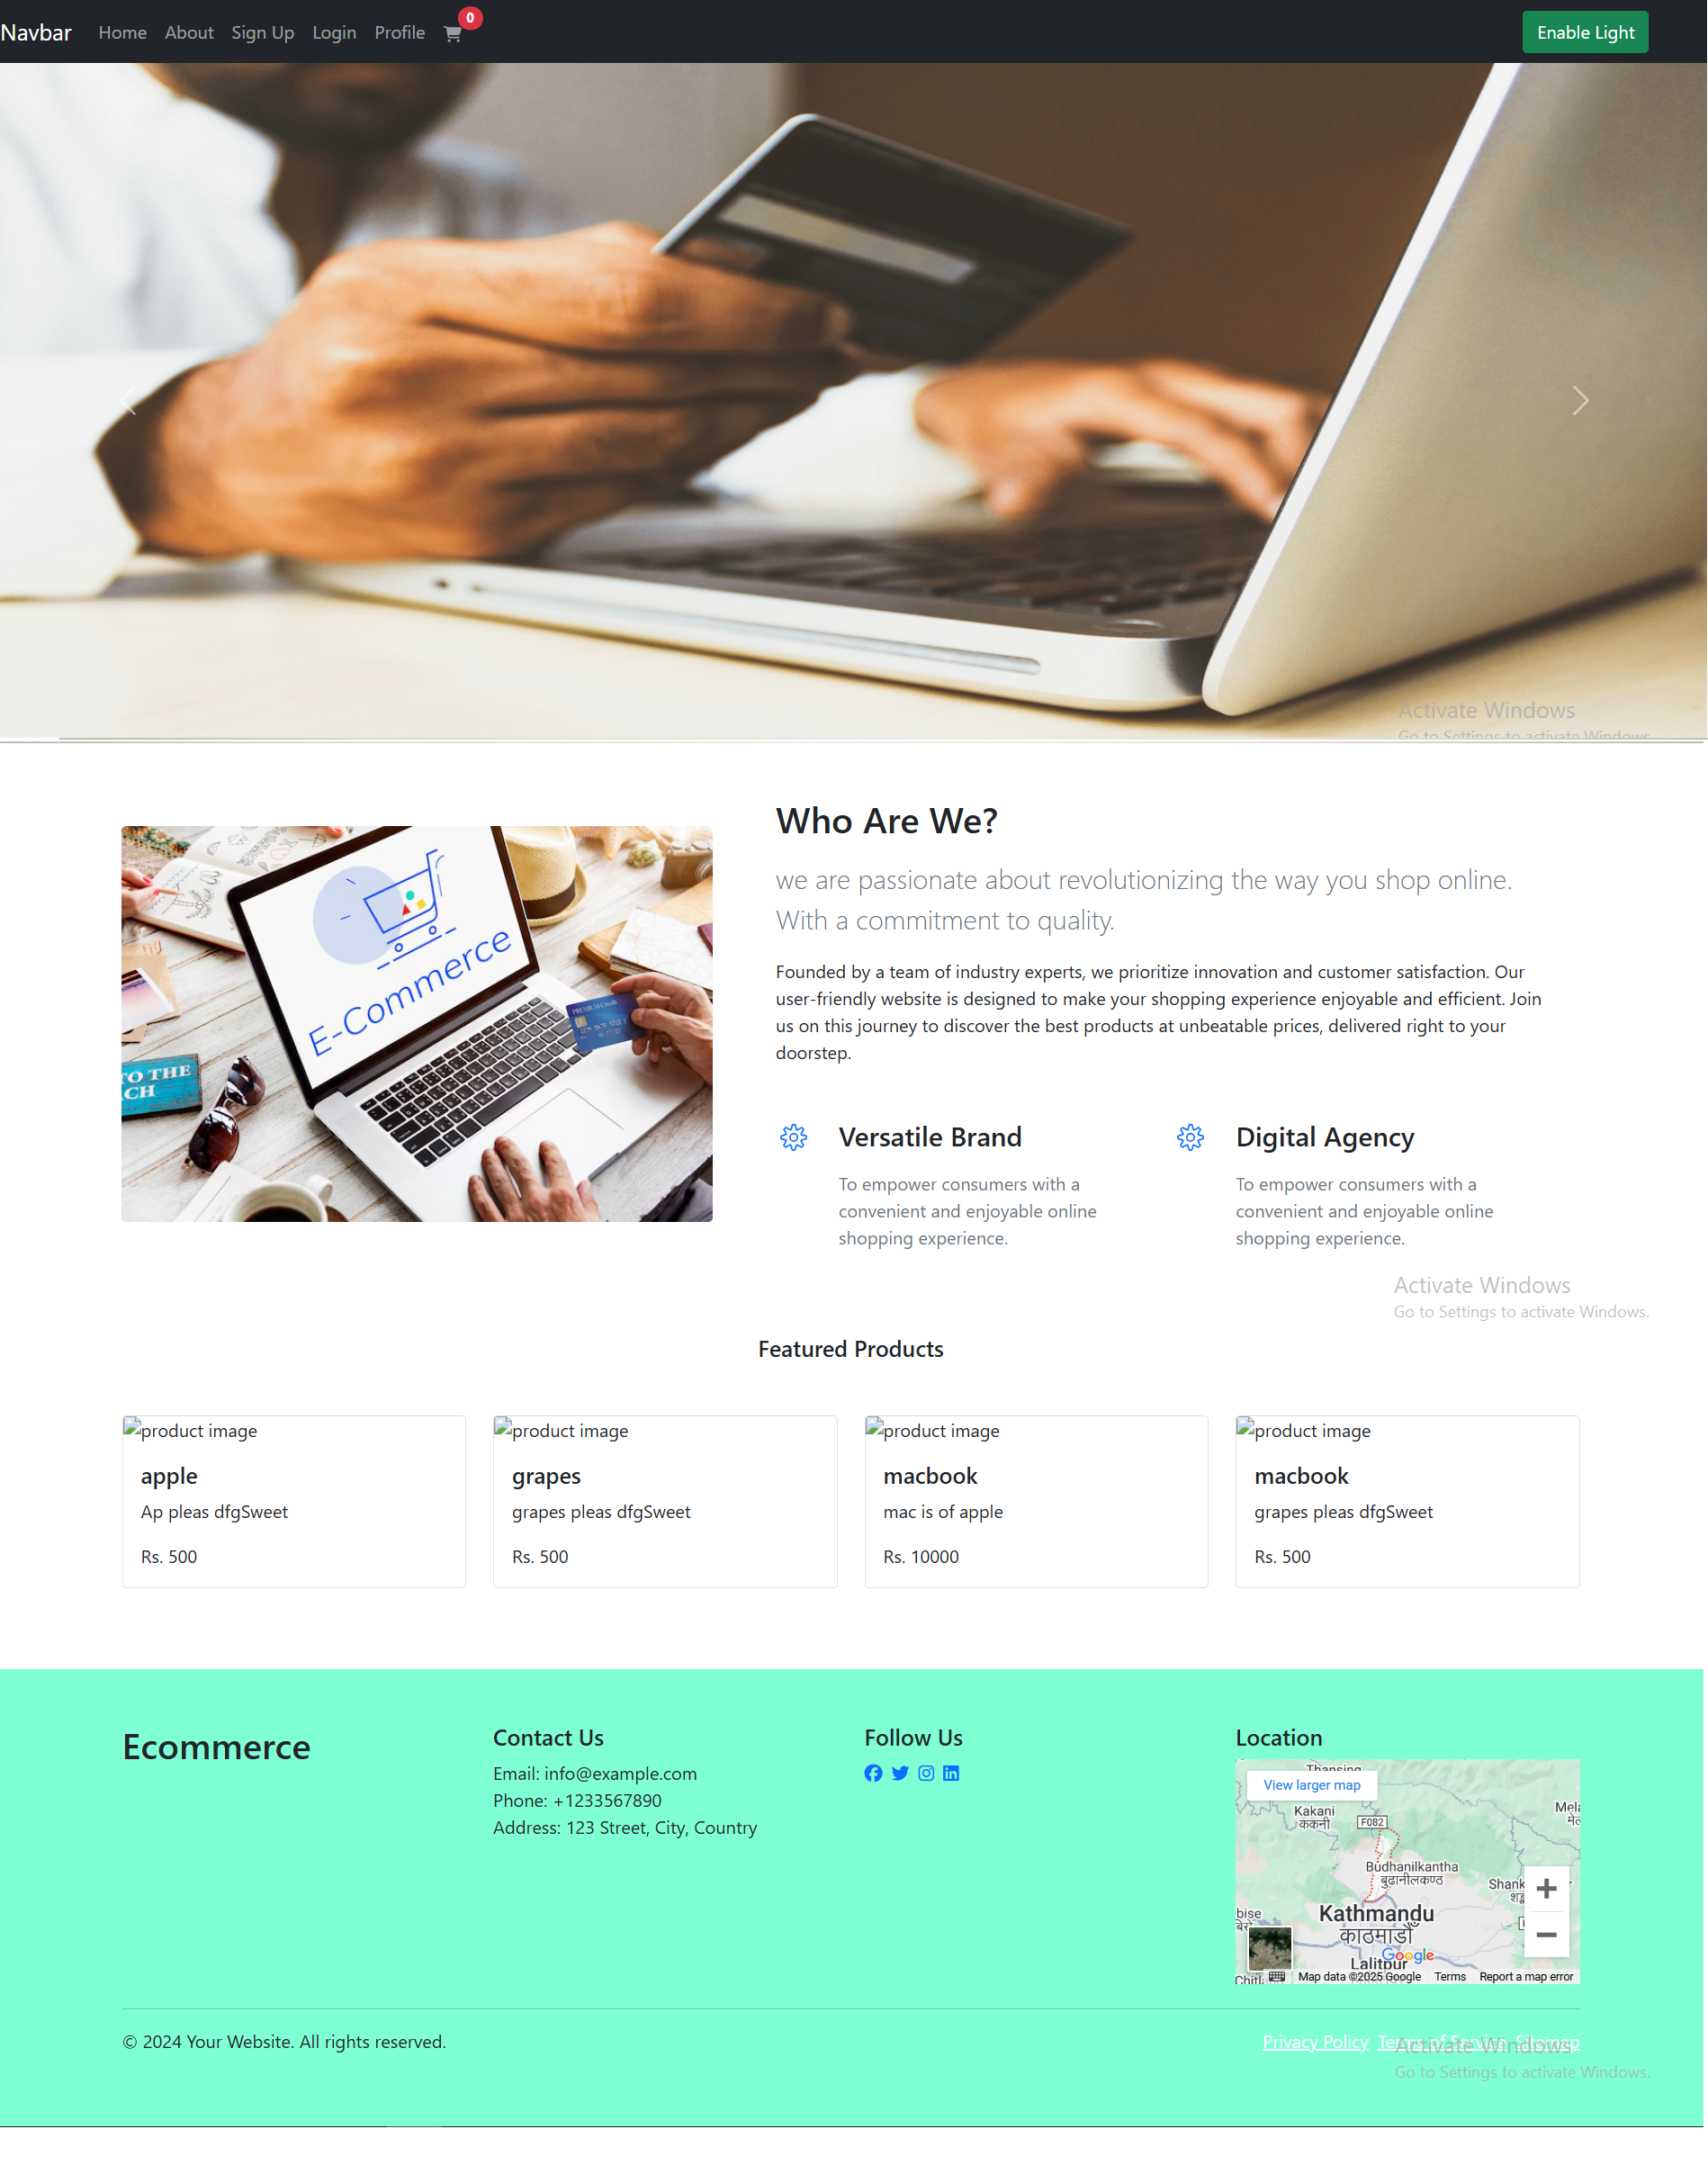 Navbar Home About Sign Up Login Profile 0 Enable Light
Activate Windows
Go to Settings to activate Windows.
Who Are We?
we are passionate about revolutionizing the way you shop online.
With a commitment to quality.
Founded by a team of industry experts, we prioritize innovation and customer satisfaction. Our
user-friendly website is designed to make your shopping experience enjoyable and efficient. Join
us on this journey to discover the best products at unbeatable prices, delivered right to your
doorstep.
E-Commerce
PREMIUM Credit
TO THE
CH
Versatile Brand
To empower consumers with a
convenient and enjoyable online
shopping experience.
Digital Agency
To empower consumers with a
convenient and enjoyable online
shopping experience.
Activate Windows
Go to Settings to activate Windows.
Featured Products
product image
apple
Ap pleas dfgSweet
Rs. 500
product image
grapes
grapes pleas dfgSweet
Rs. 500
product image
macbook
mac is of apple
Rs. 10000
product image
macbook
grapes pleas dfgSweet
Rs. 500
Ecommerce
Contact Us
Email: info@example.com
Phone: +1233567890
Address: 123 Street, City, Country
Follow Us
Location
Thansing
View larger map
Kakani
ककनी
F082
Budhanilkantha
बुढानीलकण्ठ
Shank
bise
Kathmandu
काठमाडौँ
Google
Lalitpur
Map data ©2025 Google Terms Report a map error
© 2024 Your Website. All rights reserved.
Privacy Policy Terms of Service Sitemap
Activate Windows
Go to Settings to activate Windows.